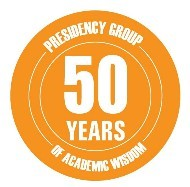 PRESIDENCY GROUP
50
YEARS
OF ACADEMIC WISDOM